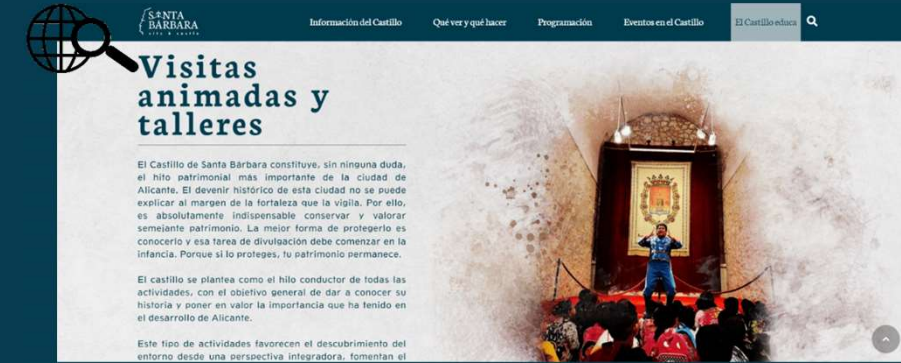 SANTA
BÁRBARA
Información del Castillo
Qué ver y qué hacer
Programación
Eventos en el Castillo
El Castillo educa
Visitas
animadas y
talleres
El Castillo de Santa Bárbara constituye, sin ninguna duda,
el hito patrimonial más importante de la ciudad de
Alicante. El devenir histórico de esta ciudad no se puede
explicar al margen de la fortaleza que la vigila. Por ello,
es absolutamente indispensable conservar y valorar
semejante patrimonio. La mejor forma de protegerlo es
conocerlo y esa tarea de divulgación debe comenzar en la
infancia. Porque si lo proteges, tu patrimonio permanece.
El castillo se plantea como el hilo conductor de todas las
actividades, con el objetivo general de dar a conocer su
historia y poner en valor la importancia que ha tenido en
el desarrollo de Alicante.
Este tipo de actividades favorecen el descubrimiento del
entorno desde una perspectiva integradora, fomentan el